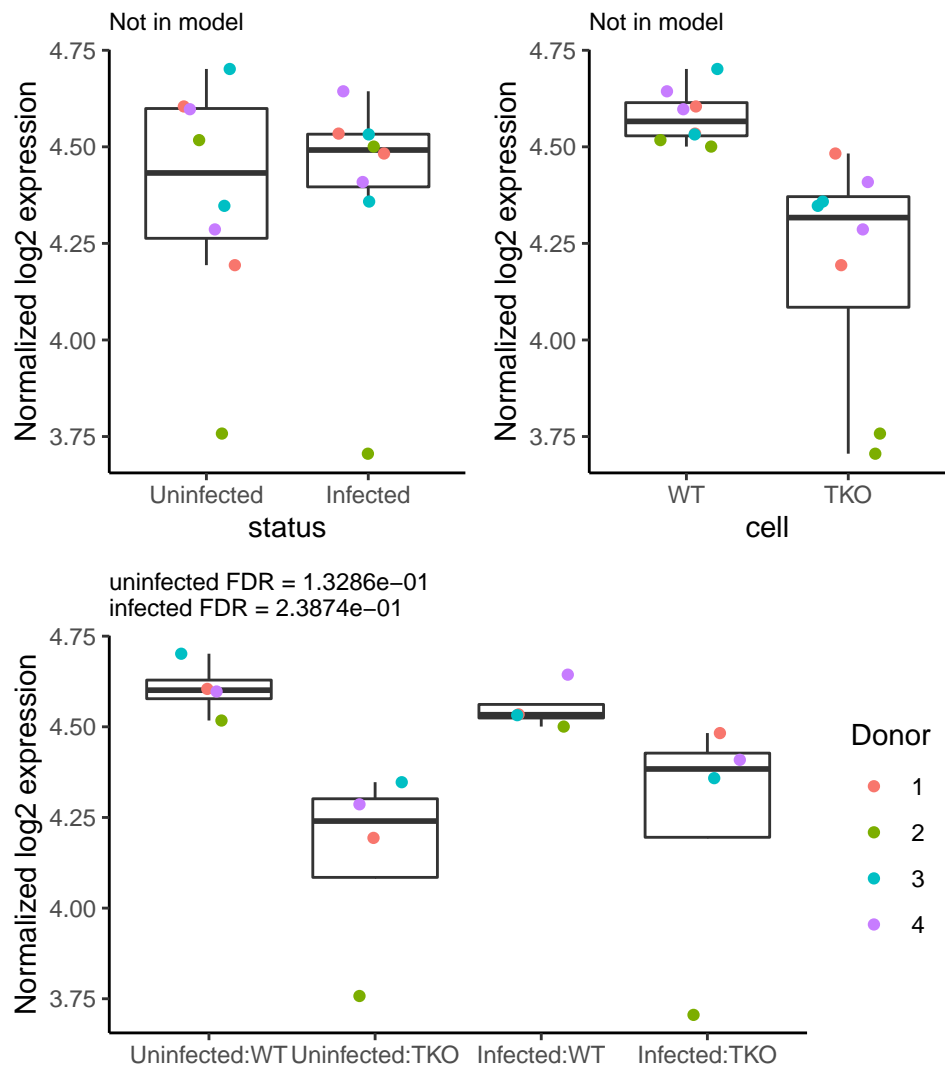 Not in model
Normalized log2 expression
4.75
4.50
4.25
4.00
3.75
Uninfected Infected
status
Not in model
Normalized log2 expression
4.75
4.50
4.25
4.00
3.75
WT TKO
cell
uninfected FDR = 1.3286e−01
infected FDR = 2.3874e−01
Normalized log2 expression
4.75
4.50
4.25
4.00
3.75
Uninfected:WT Uninfected:TKO Infected:WT Infected:TKO
Donor
1
2
3
4